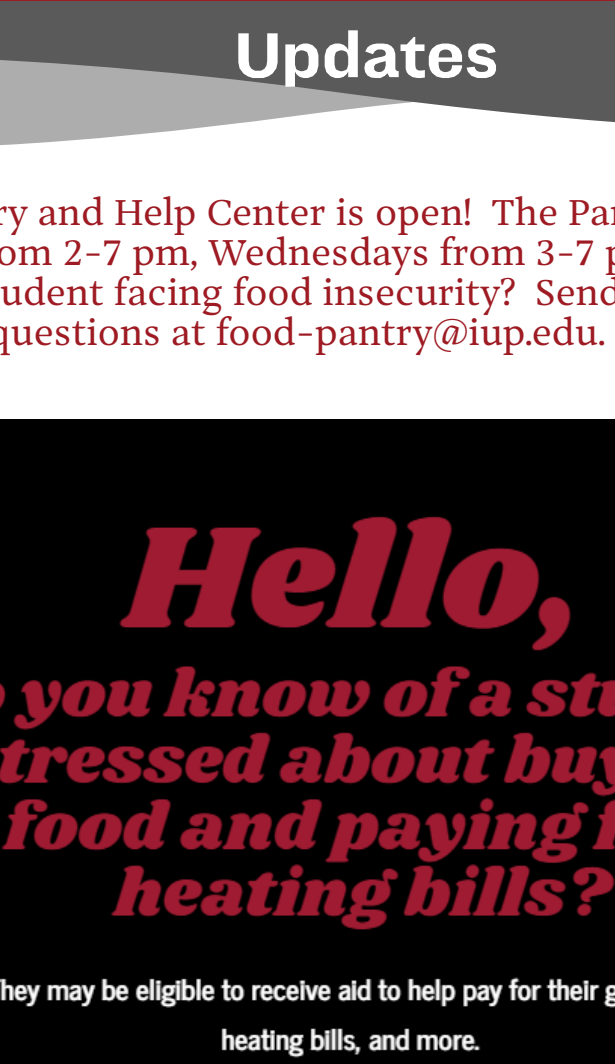 Updates
ry and Help Center is open!  The Pa
om 2-7 pm, Wednesdays from 3-7 p
udent facing food insecurity?  Send
questions at food-pantry@iup.edu.
Hello,
you know of a stu
tressed about buy
food and paying
heating bills?
hey may be eligible to receive aid to help pay for their g
heating bills, and more.